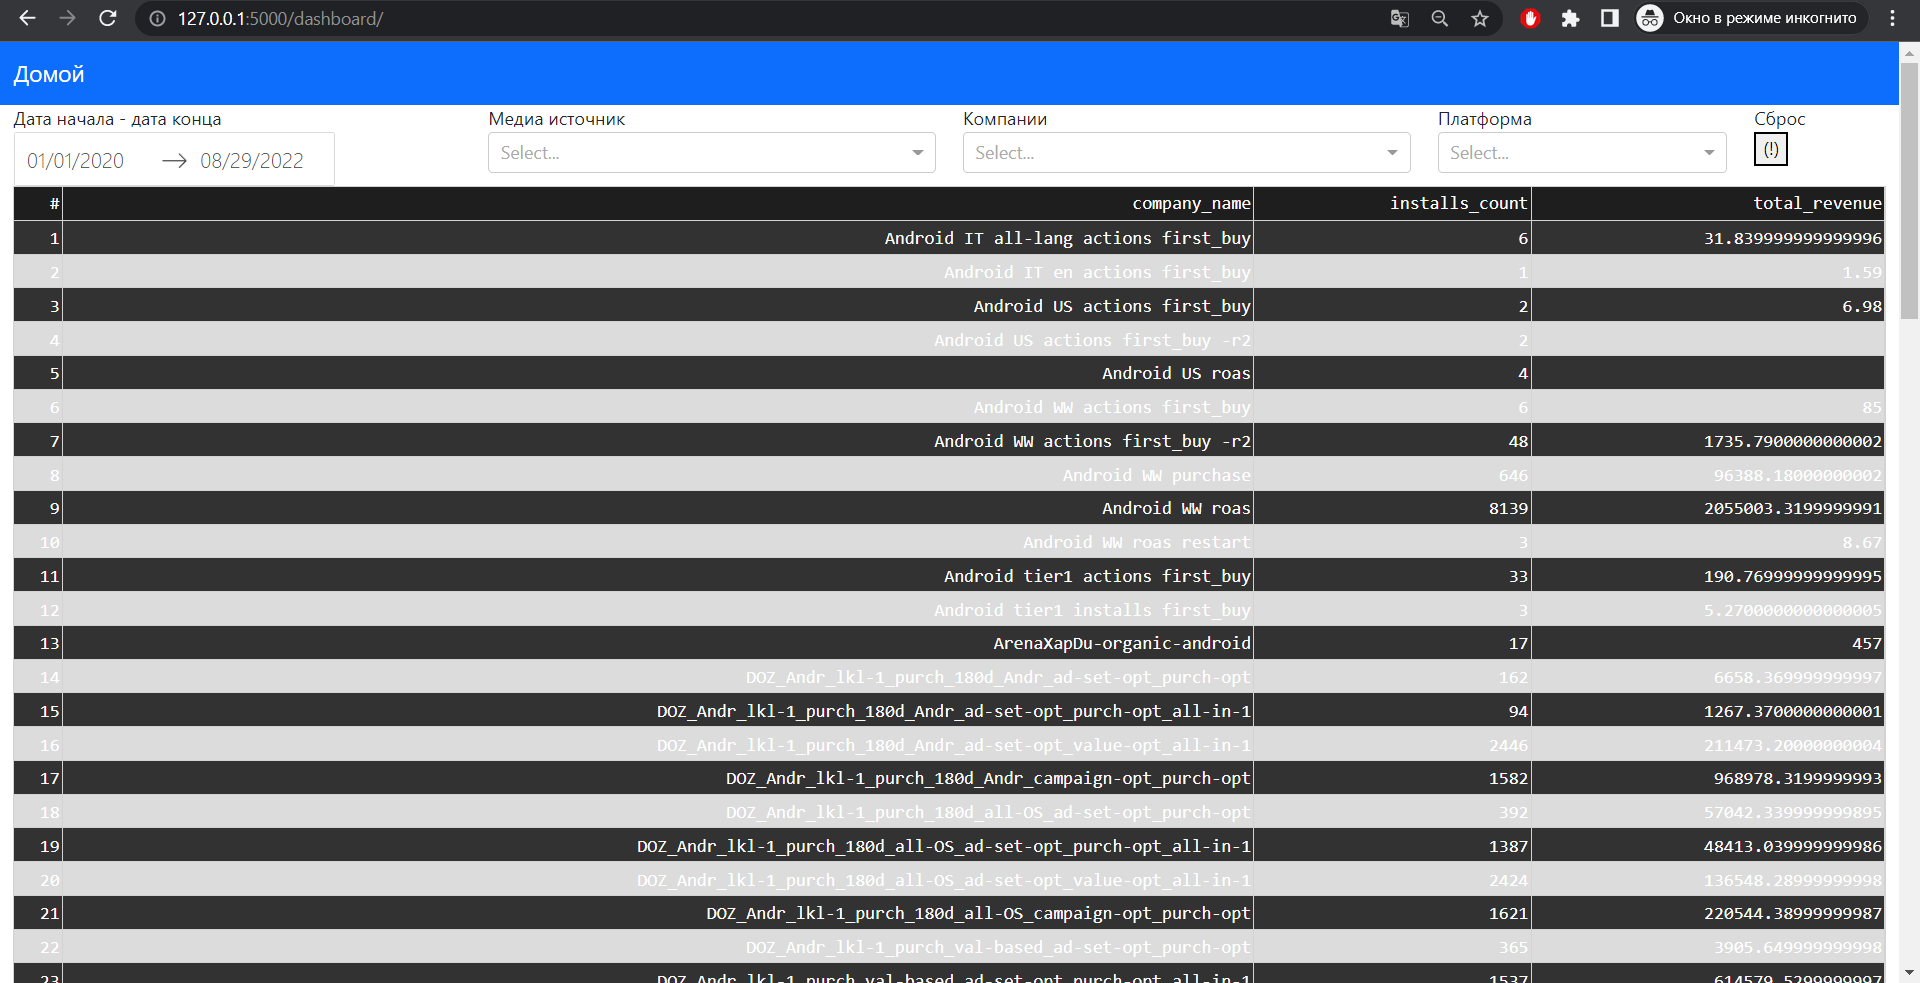 127.0.0.1:5000/dashboard/ Окно в режиме инкогнито
Домой
Дата начала - дата конца Медиа источник Компании Платформа Сброс
01/01/2020 → 08/29/2022 Select... Select... Select... (!)
# company_name installs_count total_revenue
1 Android IT all-lang actions first_buy 6 31.839999999999996
2 Android IT en actions first_buy 1 1.59
3 Android US actions first_buy 2 6.98
4 Android US actions first_buy -r2 2
5 Android US roas 4
6 Android WW actions first_buy 6 85
7 Android WW actions first_buy -r2 48 1735.7900000000002
8 Android WW purchase 646 96388.18000000002
9 Android WW roas 8139 2055003.3199999991
10 Android WW roas restart 3 8.67
11 Android tier1 actions first_buy 33 190.76999999999995
12 Android tier1 installs first_buy 3 5.2700000000000005
13 ArenaXapDu-organic-android 17 457
14 DOZ_Andr_lkl-1_purch_180d_Andr_ad-set-opt_purch-opt 162 6658.369999999997
15 DOZ_Andr_lkl-1_purch_180d_Andr_ad-set-opt_purch-opt_all-in-1 94 1267.3700000000001
16 DOZ_Andr_lkl-1_purch_180d_Andr_ad-set-opt_value-opt_all-in-1 2446 211473.20000000004
17 DOZ_Andr_lkl-1_purch_180d_Andr_campaign-opt_purch-opt 1582 968978.3199999993
18 DOZ_Andr_lkl-1_purch_180d_all-OS_ad-set-opt_purch-opt 392 57042.339999999895
19 DOZ_Andr_lkl-1_purch_180d_all-OS_ad-set-opt_purch-opt_all-in-1 1387 48413.039999999986
20 DOZ_Andr_lkl-1_purch_180d_all-OS_ad-set-opt_value-opt_all-in-1 2424 136548.28999999998
21 DOZ_Andr_lkl-1_purch_180d_all-OS_campaign-opt_purch-opt 1621 220544.38999999987
22 DOZ_Andr_lkl-1_purch_val-based_ad-set-opt_purch-opt 365 3905.649999999998
23 DOZ_Andr_lkl-1_purch_val-based_ad-set-opt_purch-opt_all-in-1 1537 614579.5299999997